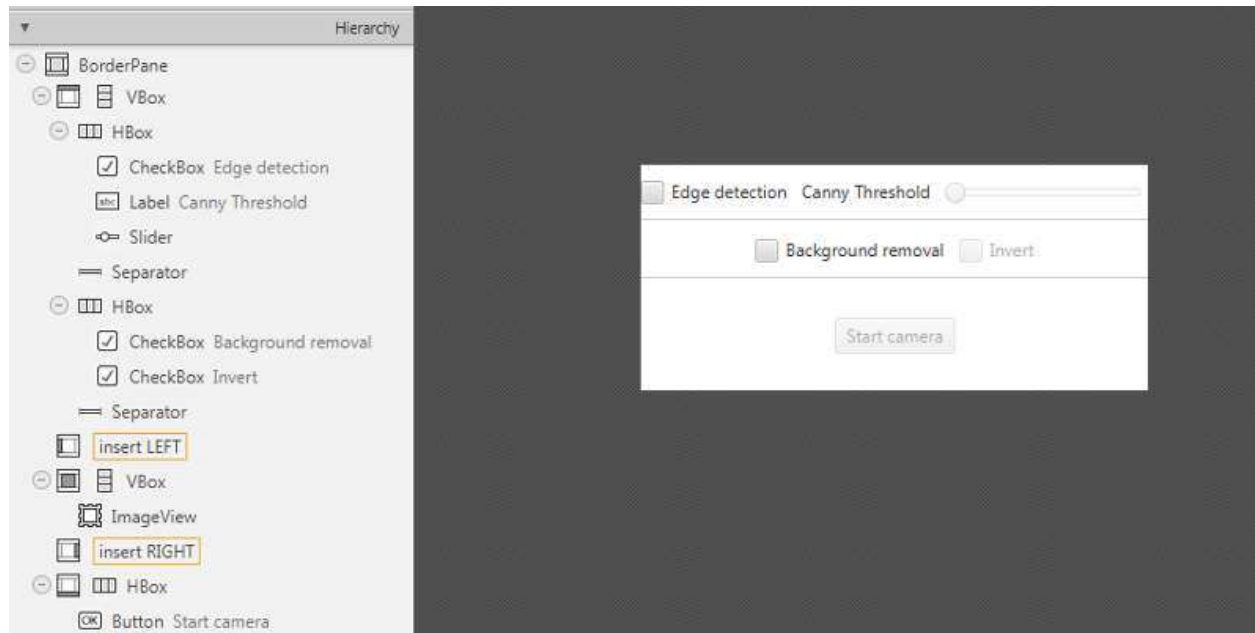 Hierarchy
BorderPane
VBox
HBox
CheckBox Edge detection
abc Label Canny Threshold
Slider
Separator
HBox
CheckBox Background removal
CheckBox Invert
Separator
insert LEFT
VBox
ImageView
insert RIGHT
HBox
OK Button Start camera
Edge detection Canny Threshold
Background removal Invert
Start camera